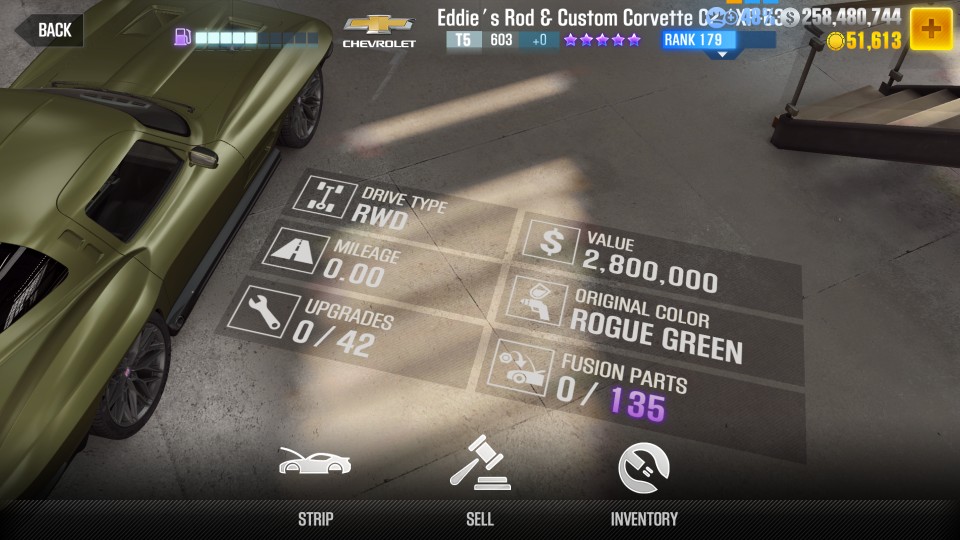 BACK
CHEVROLET
Eddie's Rod & Custom Corvette C2
258,480,744
T5 603 +0
RANK 179
51,613
DRIVE TYPE
RWD
MILEAGE
0.00
UPGRADES
0 / 42
VALUE
2,800,000
ORIGINAL COLOR
ROGUE GREEN
FUSION PARTS
0 / 135
STRIP
SELL
INVENTORY